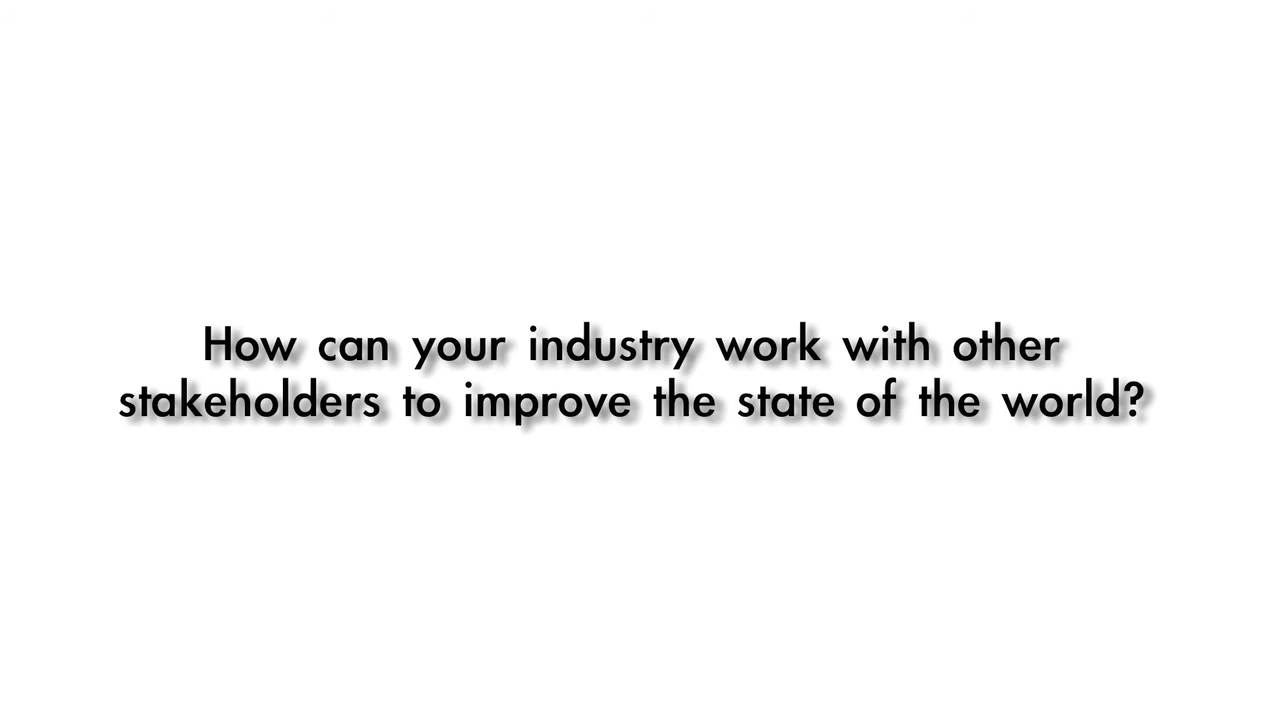 How can your industry work with other
stakeholders to improve the state of the world?